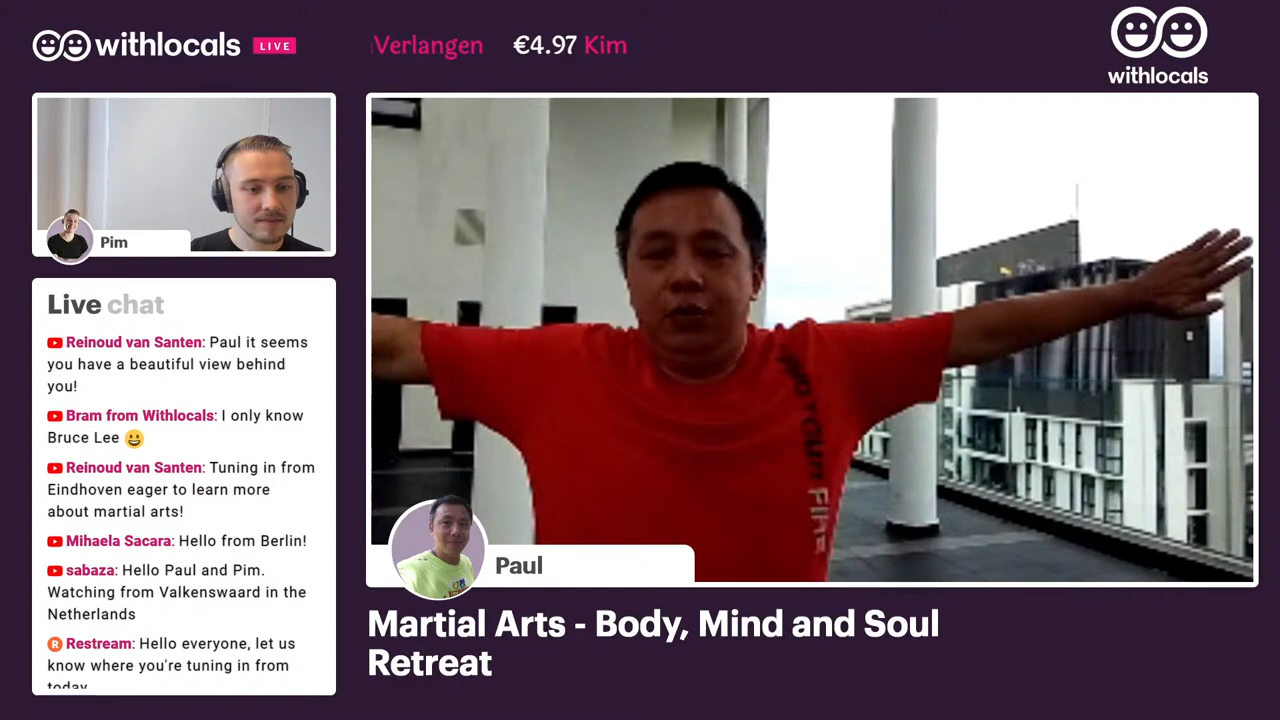 withlocals LIVE
Verlangen €4.97 Kim
withlocals
Pim
Live chat
Reinoud van Santen: Paul it seems
you have a beautiful view behind
you!
Bram from Withlocals: I only know
Bruce Lee 😀
Reinoud van Santen: Tuning in from
Eindhoven eager to learn more
about martial arts!
Mihaela Sacara: Hello from Berlin!
sabaza: Hello Paul and Pim.
Watching from Valkenswaard in the
Netherlands
R Restream: Hello everyone, let us
know where you're tuning in from
today
Paul
Martial Arts - Body, Mind and Soul
Retreat